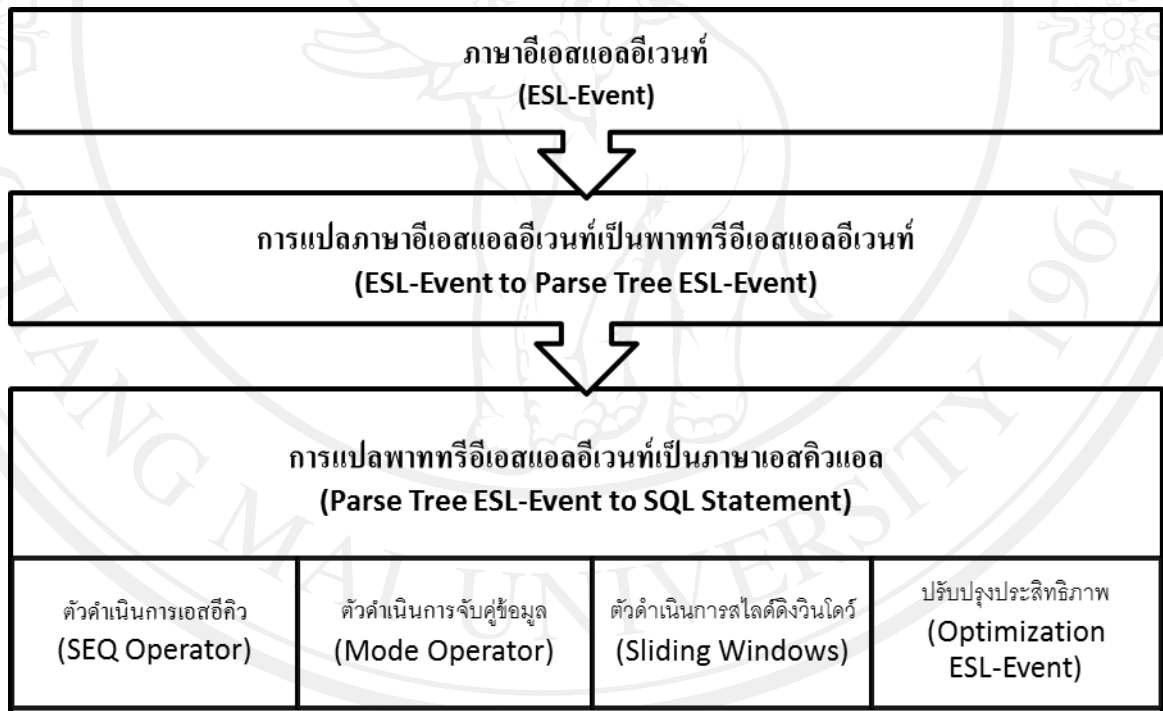 ภาษาอีเอสแอลอีเวนท์
(ESL-Event)
การแปลภาษาอีเอสแอลอีเวนท์เป็นพาททรีอีเอสแอลอีเวนท์
(ESL-Event to Parse Tree ESL-Event)
การแปลพาททรีอีเอสแอลอีเวนท์เป็นภาษาเอสคิวแอล
(Parse Tree ESL-Event to SQL Statement)
ตัวดำเนินการเอสอีคิว
(SEQ Operator)
ตัวดำเนินการจับคู่ข้อมูล
(Mode Operator)
ตัวดำเนินการสไลด์ดิงวินโดว์
(Sliding Windows)
ปรับปรุงประสิทธิภาพ
(Optimization
ESL-Event)
CHIANG MAI UNIVERSITY 1964